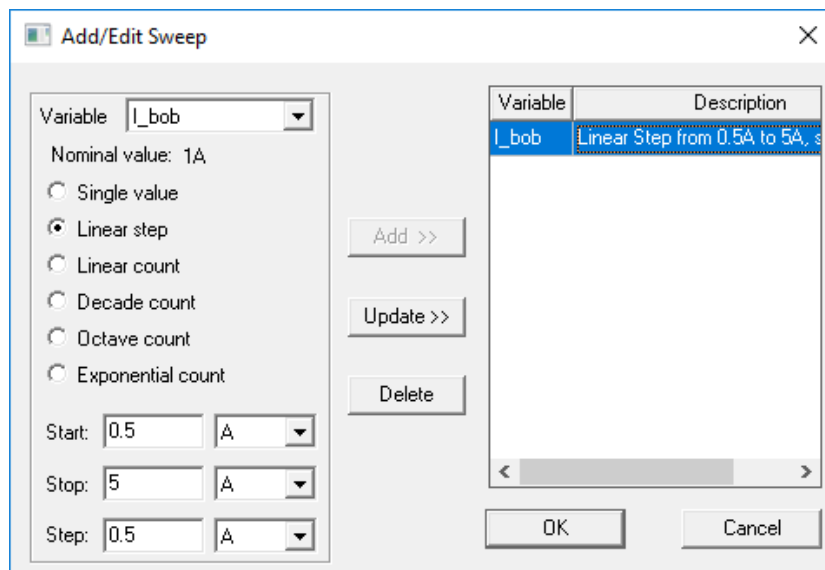 Add/Edit Sweep
Variable I_bob
Nominal value: 1A
Single value
Linear step
Linear count
Decade count
Octave count
Exponential count
Start: 0.5 A
Stop: 5 A
Step: 0.5 A
Add >>
Update >>
Delete
Variable Description
I_bob Linear Step from 0.5A to 5A, s
OK Cancel